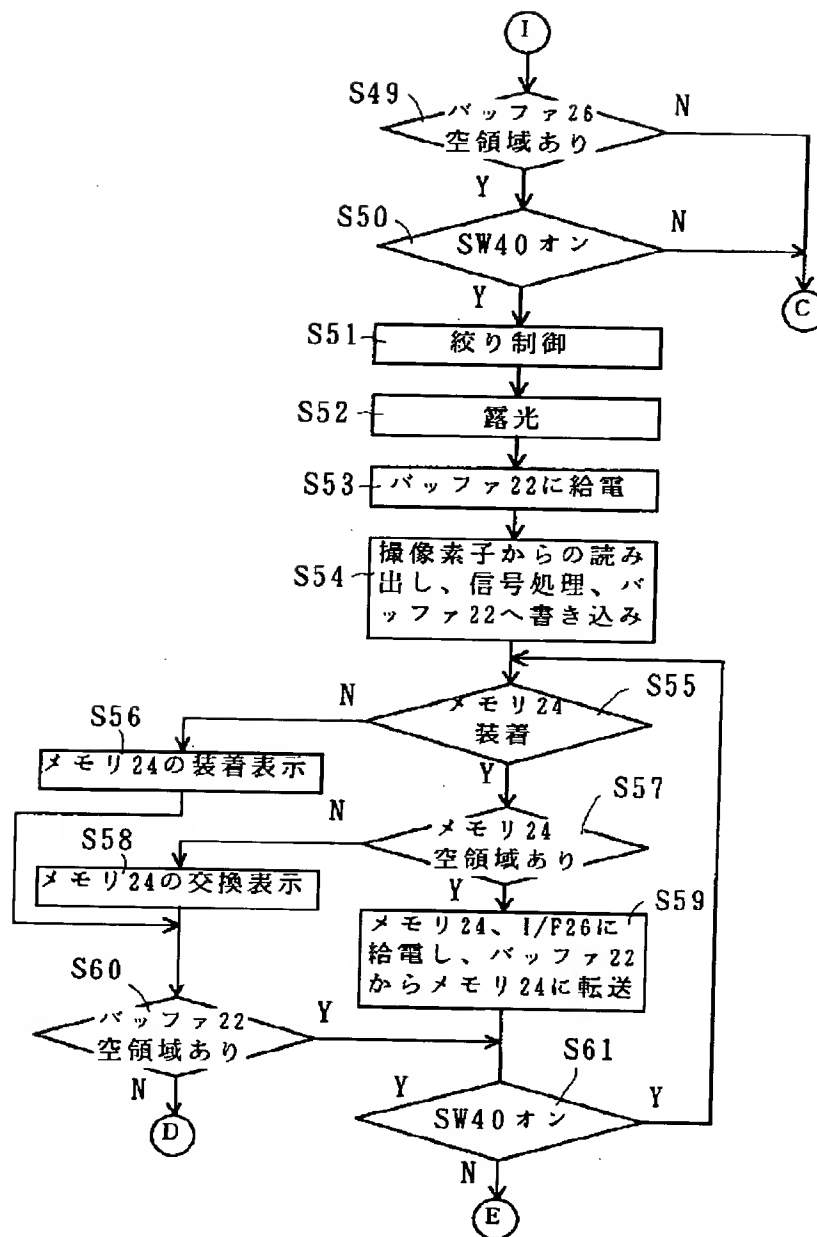 I
S49
バッファ26
空領域あり
N
Y
S50
SW40オン
N
Y
C
S51
絞り制御
S52
露光
S53
バッファ22に給電
S54
撮像素子からの読み
出し、信号処理、バ
ッファ22へ書き込み
S55
メモリ24
装着
N
Y
S56
メモリ24の装着表示
S57
メモリ24
空領域あり
N
Y
S58
メモリ24の交換表示
S59
メモリ24、I/F26に
給電し、バッファ22
からメモリ24に転送
S60
バッファ22
空領域あり
Y
N
D
S61
SW40オン
Y
Y
N
E